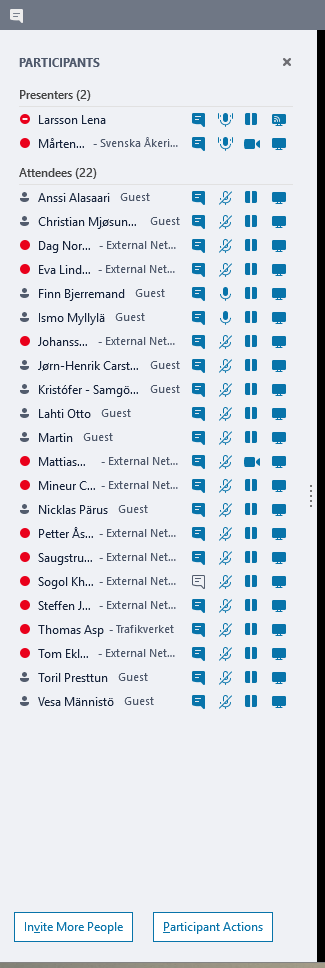 PARTICIPANTS
Presenters (2)
Larsson Lena
Mårten... - Svenska Åkeri...
Attendees (22)
Anssi Alasaari Guest
Christian Mjøsun... Guest
Dag Nor... - External Net...
Eva Lind... - External Net...
Finn Bjerremand Guest
Ismo Myllylä Guest
Johanss... - External Net...
Jørn-Henrik Carst... Guest
Kristófer - Samgö... Guest
Lahti Otto Guest
Martin Guest
Mattias... - External Net...
Mineur C... - External Net...
Nicklas Pärus Guest
Petter Ås... - External Net...
Saugstru... - External Net...
Sogol Kh... - External Net...
Steffen J... - External Net...
Thomas Asp - Trafikverket
Tom Ekl... - External Net...
Toril Presttun Guest
Vesa Männistö Guest
Invite More People
Participant Actions